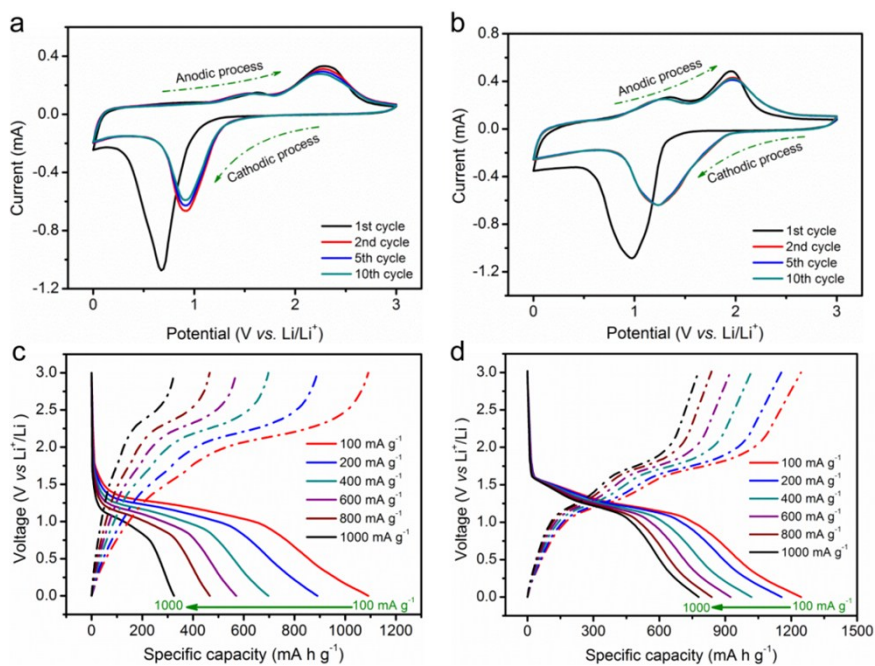 a
0.4
0.0
-0.4
-0.8
-1.2
Current (mA)
Anodic process
Cathodic process
1st cycle
2nd cycle
5th cycle
10th cycle
0
1
2
3
Potential (V vs. Li/Li⁺)
b
0.8
0.4
0.0
-0.4
-0.8
-1.2
Current (mA)
Anodic process
Cathodic process
1st cycle
2nd cycle
5th cycle
10th cycle
0
1
2
3
Potential (V vs. Li/Li⁺)
c
3.0
2.5
2.0
1.5
1.0
0.5
0.0
Voltage (V vs Li⁺/Li)
100 mA g⁻¹
200 mA g⁻¹
400 mA g⁻¹
600 mA g⁻¹
800 mA g⁻¹
1000 mA g⁻¹
1000
100 mA g⁻¹
0
200
400
600
800
1000
1200
Specific capacity (mA h g⁻¹)
d
3.0
2.5
2.0
1.5
1.0
0.5
0.0
Voltage (V vs Li⁺/Li)
100 mA g⁻¹
200 mA g⁻¹
400 mA g⁻¹
600 mA g⁻¹
800 mA g⁻¹
1000 mA g⁻¹
1000
100 mA g⁻¹
0
300
600
900
1200
1500
Specific capacity (mA h g⁻¹)